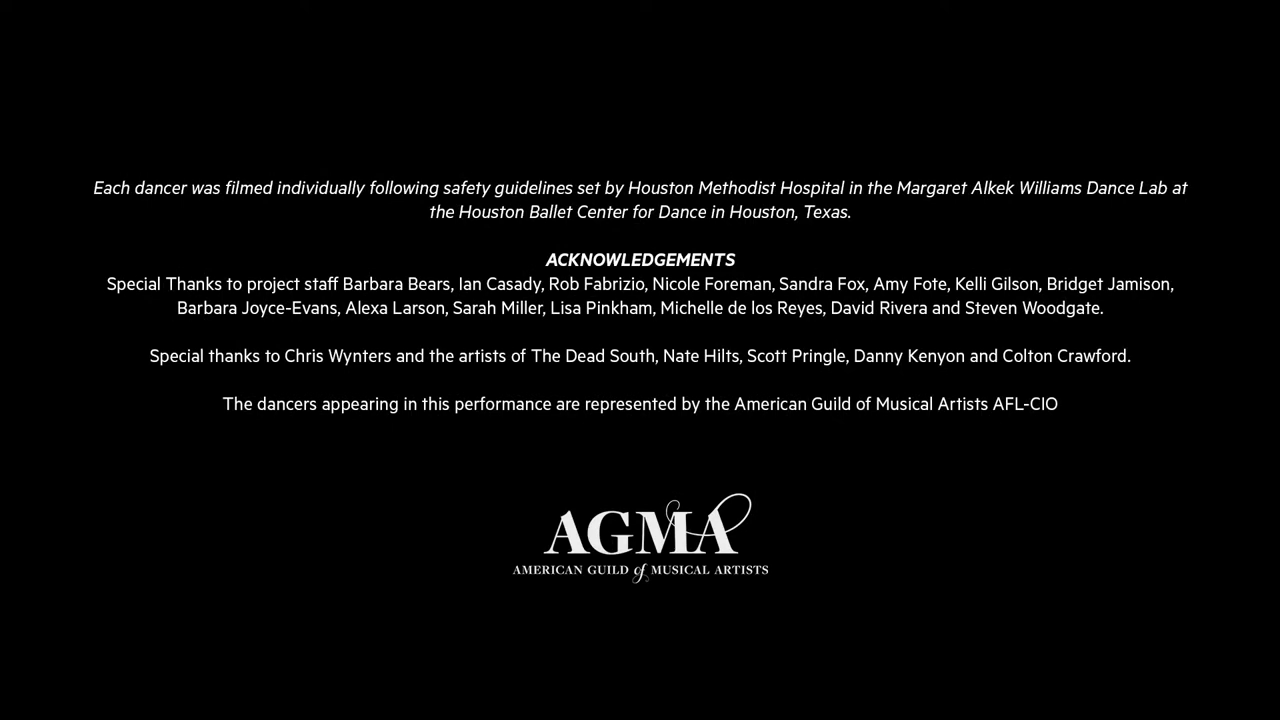 Each dancer was filmed individually following safety guidelines set by Houston Methodist Hospital in the Margaret Alkek Williams Dance Lab at
the Houston Ballet Center for Dance in Houston, Texas.
ACKNOWLEDGEMENTS
Special Thanks to project staff Barbara Bears, Ian Casady, Rob Fabrizio, Nicole Foreman, Sandra Fox, Amy Fote, Kelli Gilson, Bridget Jamison,
Barbara Joyce-Evans, Alexa Larson, Sarah Miller, Lisa Pinkham, Michelle de los Reyes, David Rivera and Steven Woodgate.
Special thanks to Chris Wynters and the artists of The Dead South, Nate Hilts, Scott Pringle, Danny Kenyon and Colton Crawford.
The dancers appearing in this performance are represented by the American Guild of Musical Artists AFL-CIO
AGMA
AMERICAN GUILD of MUSICAL ARTISTS